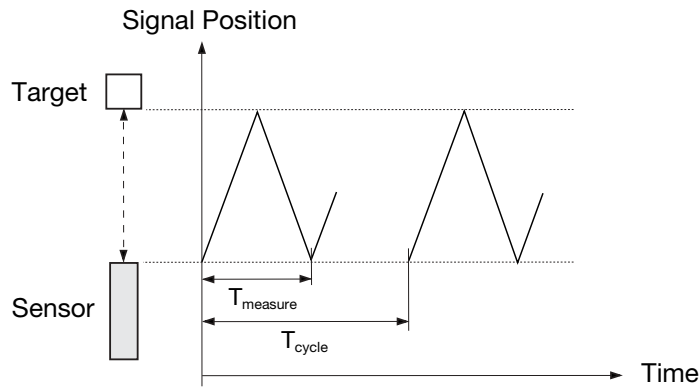 Signal Position
Target
Sensor
Tmeasure
Tcycle
Time